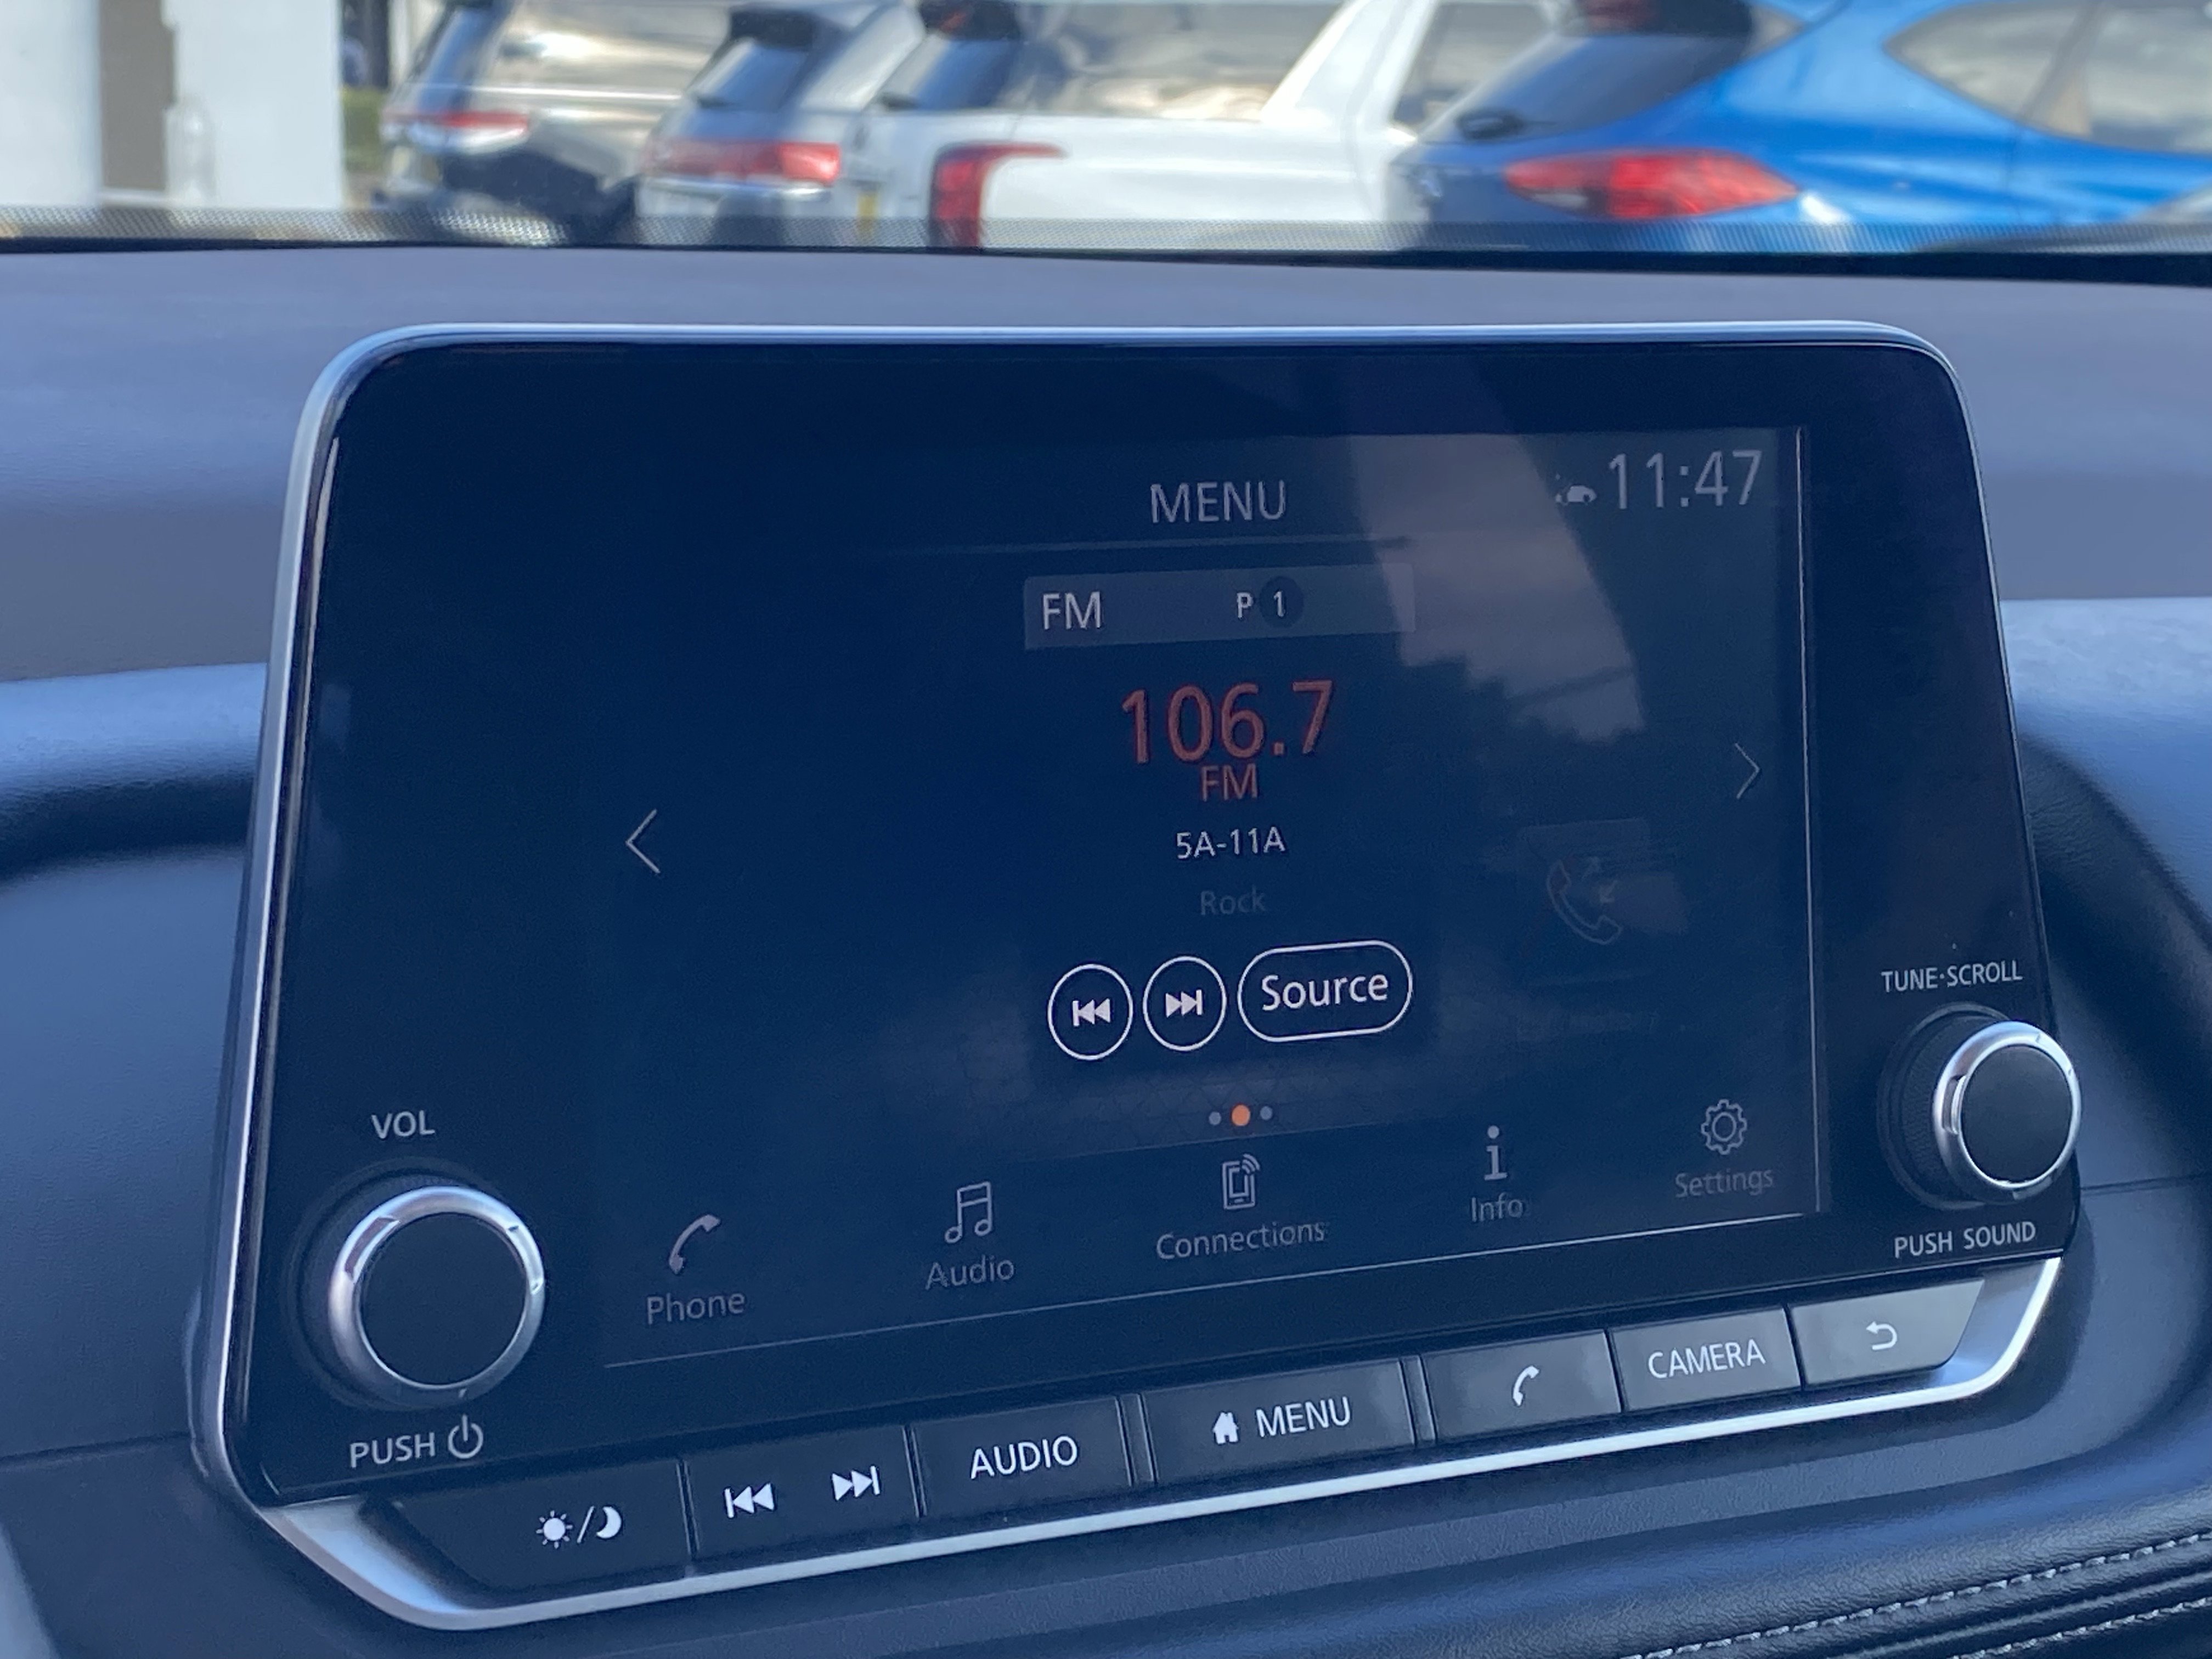 MENU
11:47
FM P 1
106.7
FM
5A-11A
Rock
Source
TUNE·SCROLL
VOL
Phone
Audio
Connections
Info
Settings
PUSH SOUND
PUSH
AUDIO
MENU
CAMERA